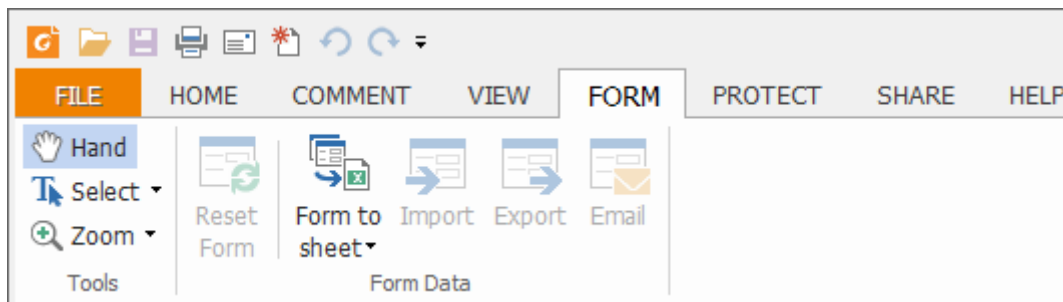 FILE HOME COMMENT VIEW FORM PROTECT SHARE HELP
Hand
Select
Zoom
Tools
Reset
Form
Form to
sheet
Import
Export
Email
Form Data